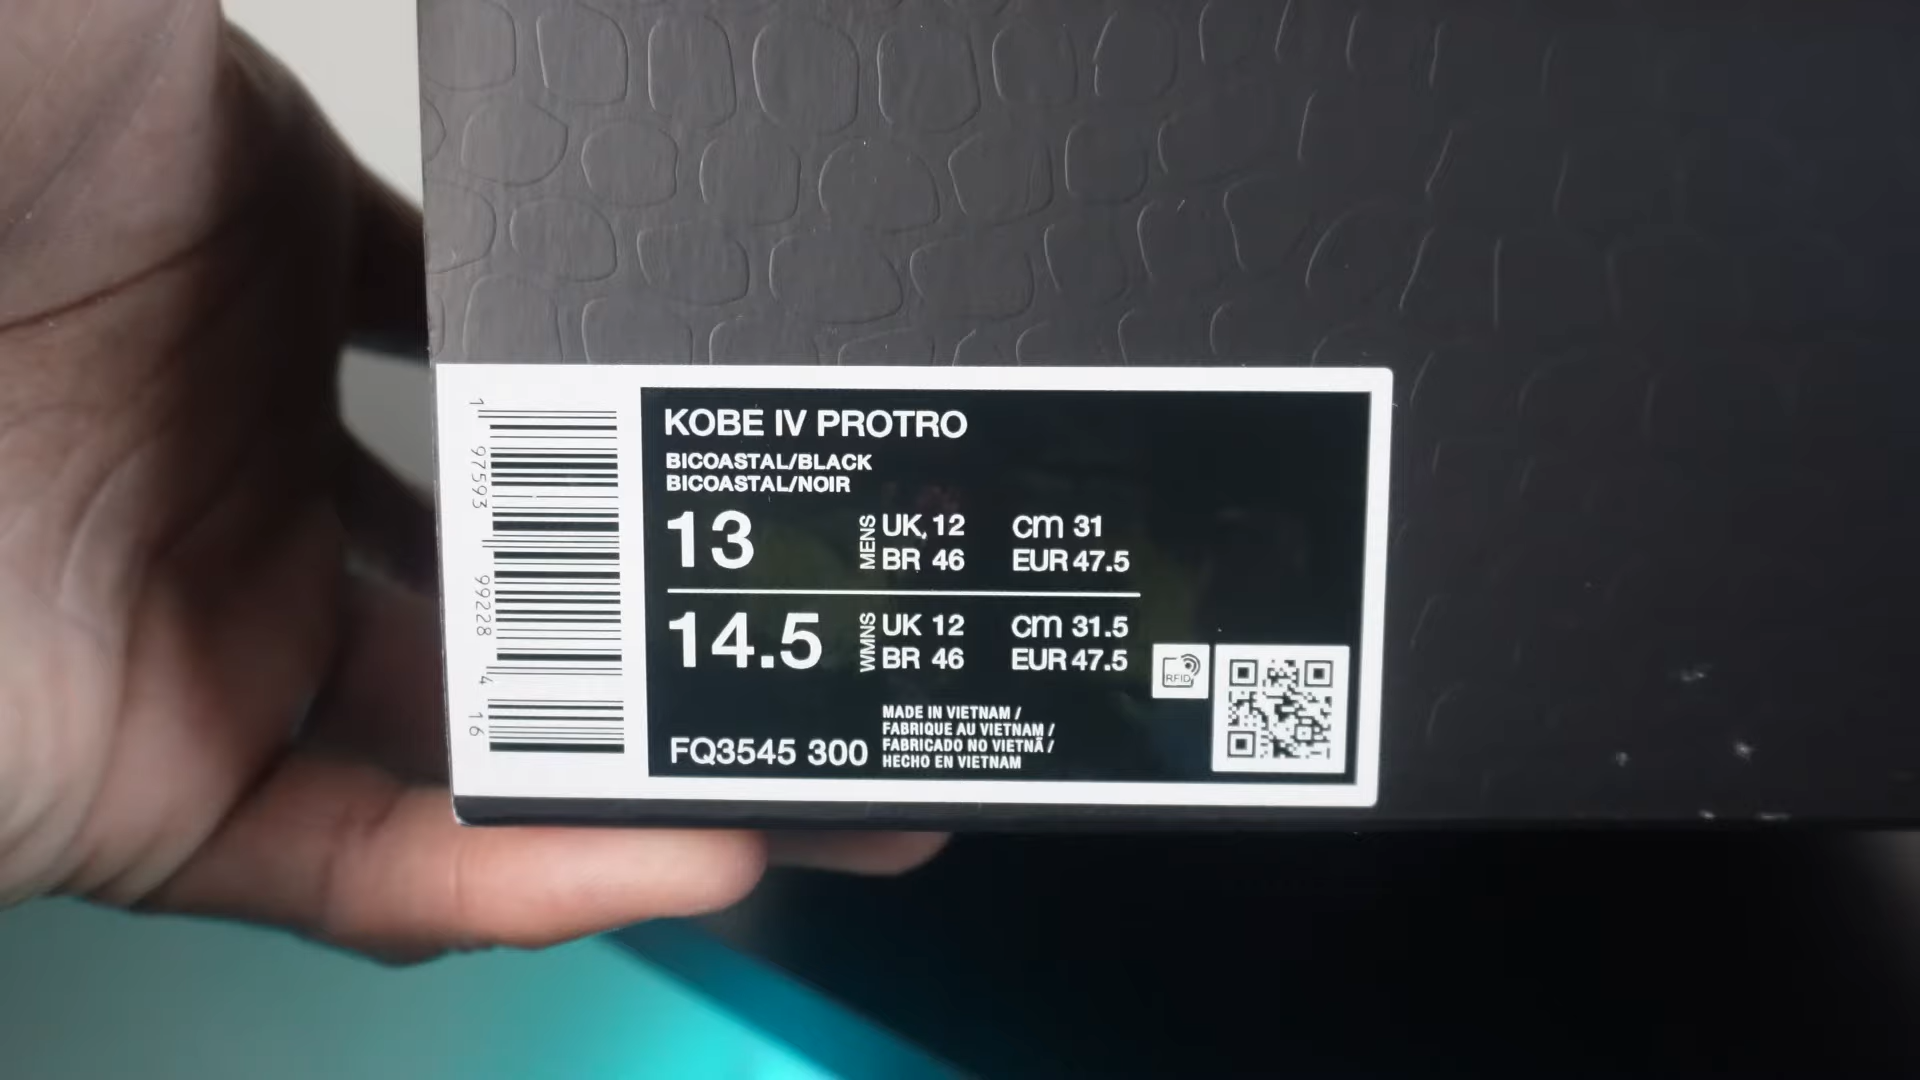 KOBE IV PROTRO
BICOASTAL/BLACK
BICOASTAL/NOIR
13 MENS UK 12 cm 31
BR 46 EUR 47.5
14.5 WMNS UK 12 cm 31.5
BR 46 EUR 47.5
FQ3545 300
MADE IN VIETNAM /
FABRIQUE AU VIETNAM /
FABRICADO NO VIETNÃ /
HECHO EN VIETNAM
RFID
1 97593 99228 4 16